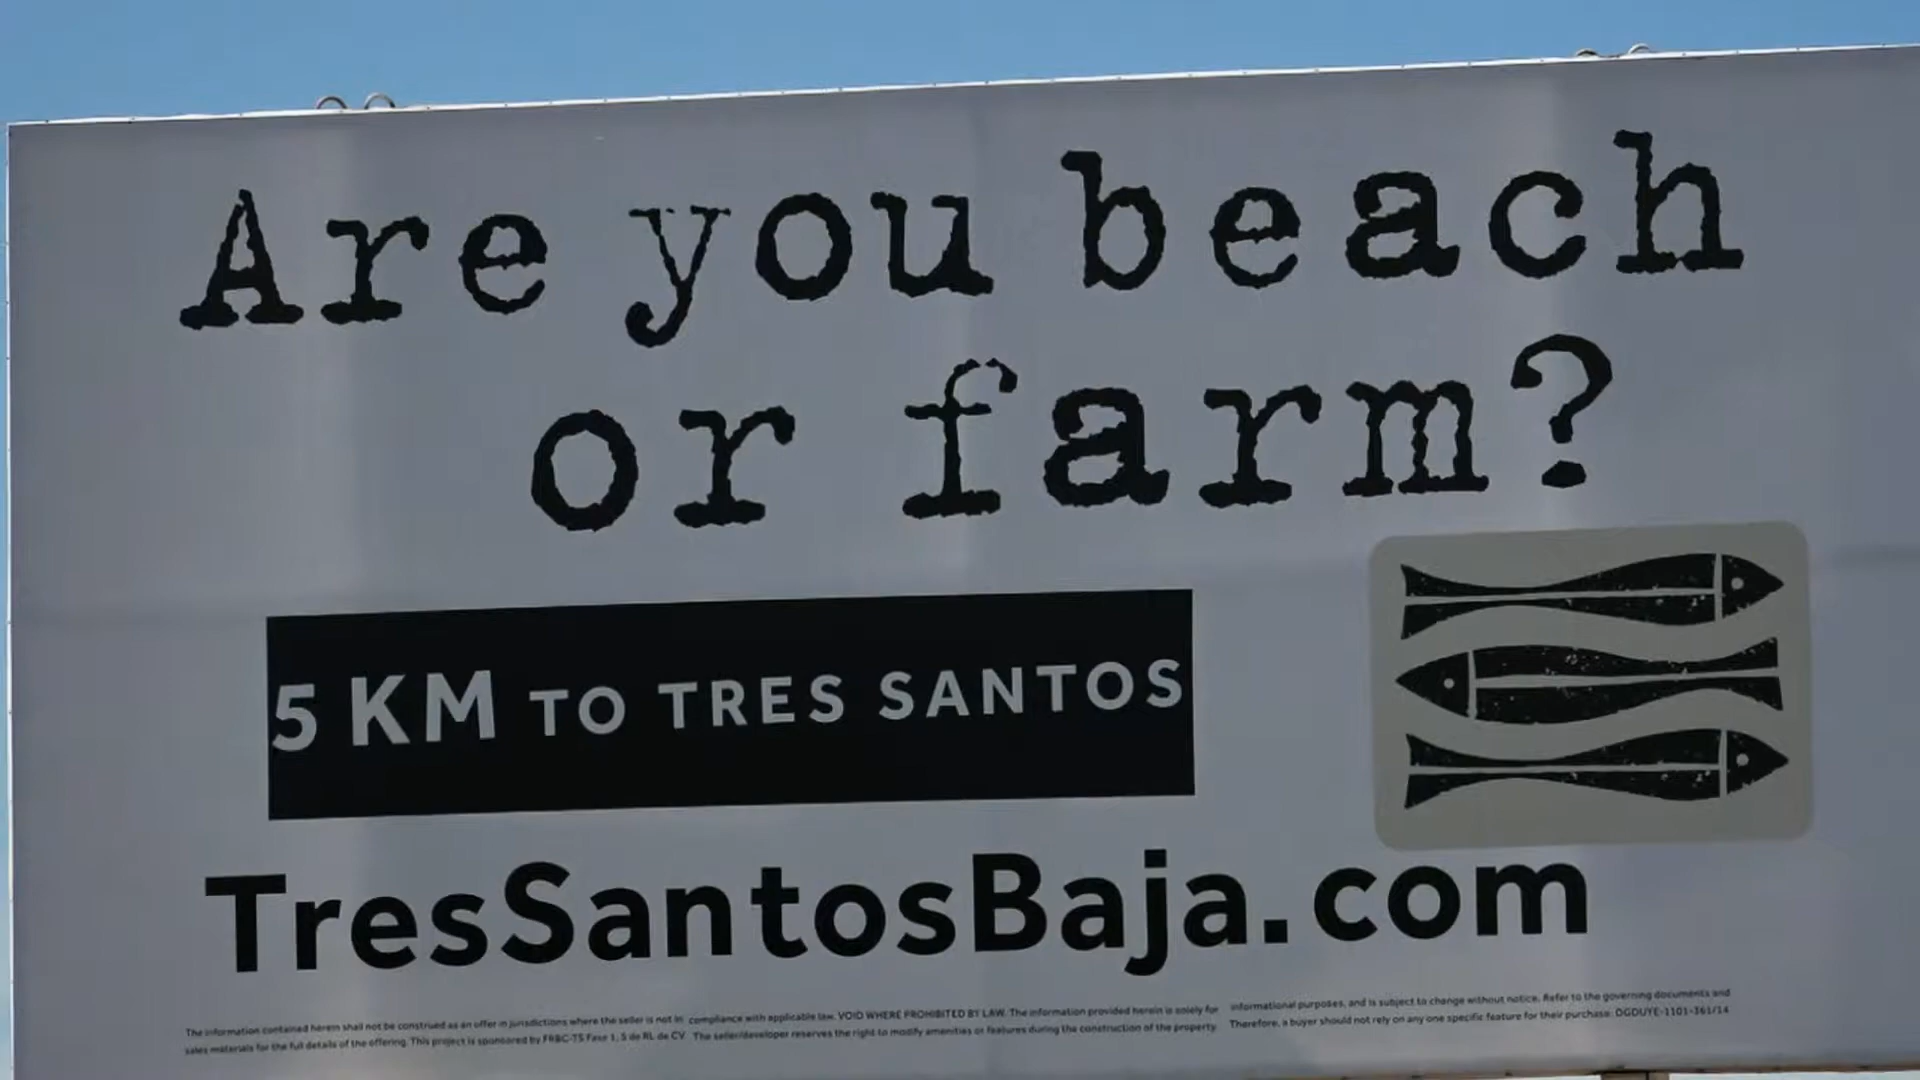 Are you beach
or farm?
5 KM TO TRES SANTOS
TresSantosBaja.com
The information contained herein shall not be construed as an offer in jurisdictions where the seller is not in compliance with applicable law. VOID WHERE PROHIBITED BY LAW. The information provided herein is solely for informational purposes, and is subject to change without notice. Refer to the governing documents and
sales materials for the full details of the offering. This project is sponsored by FRBC-TS Fase 1, S de RL de CV The seller/developer reserves the right to modify amenities or features during the construction of the property. Therefore, a buyer should not rely on any one specific feature for their purchase. DGDUYE-1101-361/14